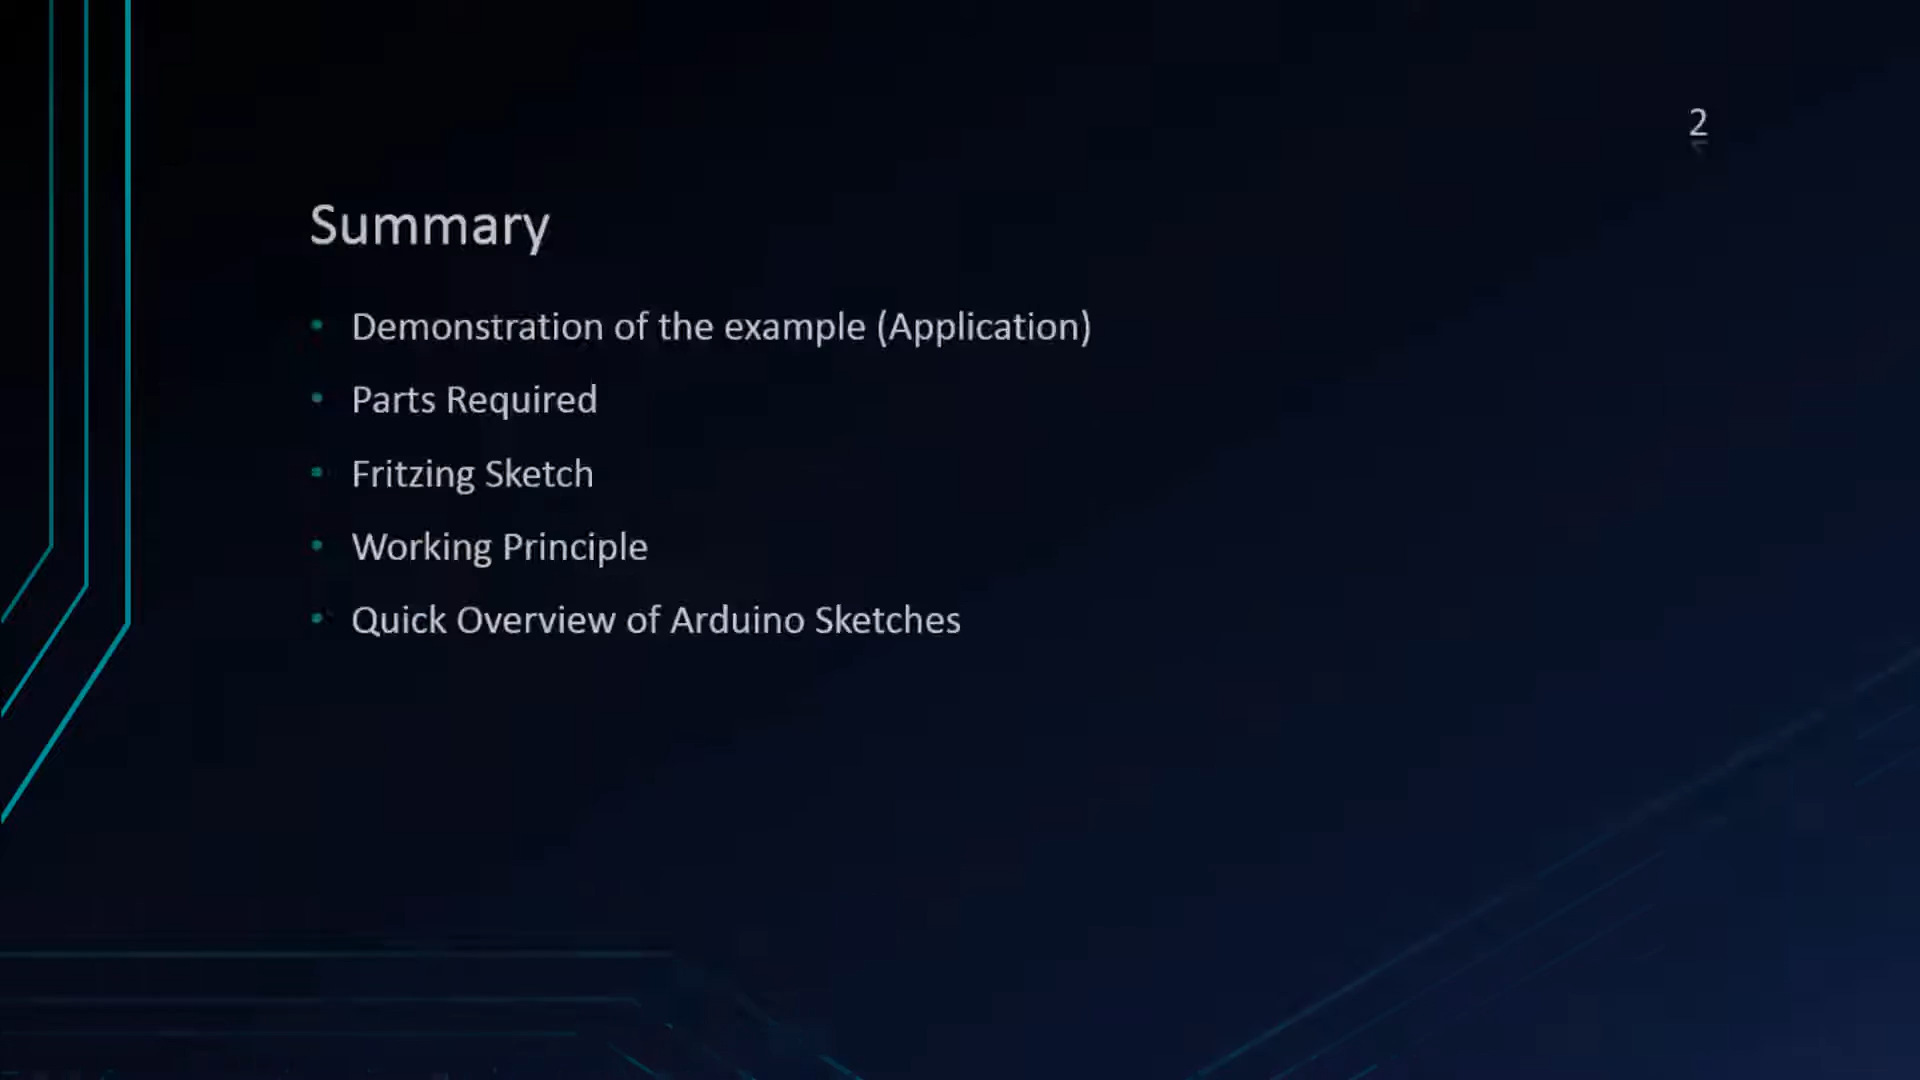 2
Summary
• Demonstration of the example (Application)
• Parts Required
• Fritzing Sketch
• Working Principle
• Quick Overview of Arduino Sketches